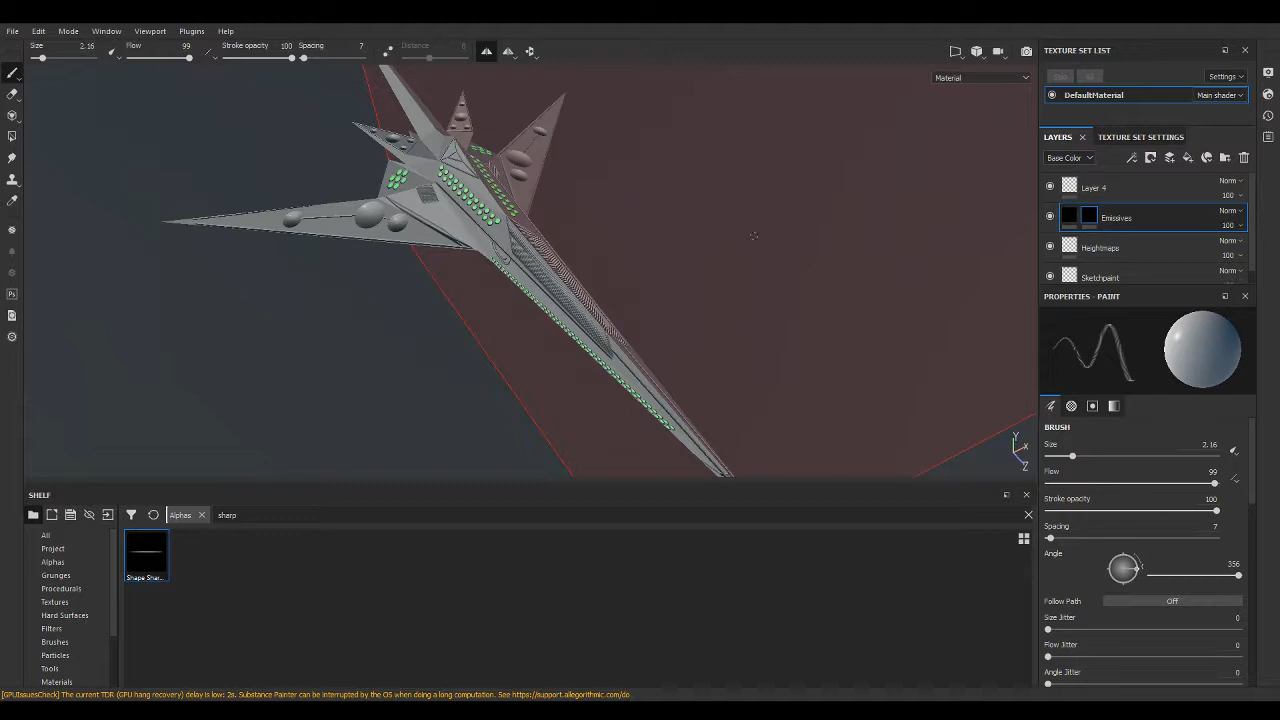 File Edit Mode Window Viewport Plugins Help
Size 2.16 Flow 99 Stroke opacity 100 Spacing 7 Distance 8
Material
TEXTURE SET LIST
Settings
DefaultMaterial Main shader
LAYERS TEXTURE SET SETTINGS
Base Color
Layer 4 Norm 100
Emissives Norm 100
Heightmaps Norm 100
Sketchpaint Norm
PROPERTIES - PAINT
BRUSH
Size 2.16
Flow 99
Stroke opacity 100
Spacing 7
Angle 356
Follow Path Off
Size Jitter 0
Flow Jitter 0
Angle Jitter 0
Y
X
Z
SHELF
Alphas sharp
All
Project
Alphas
Grunges
Procedurals
Textures
Hard Surfaces
Filters
Brushes
Particles
Tools
Materials
Shape Shar...
Ps
[GPUIssuesCheck] The current TDR (GPU hang recovery) delay is low: 2s. Substance Painter can be interrupted by the OS when doing a long computation. See https://support.allegorithmic.com/do